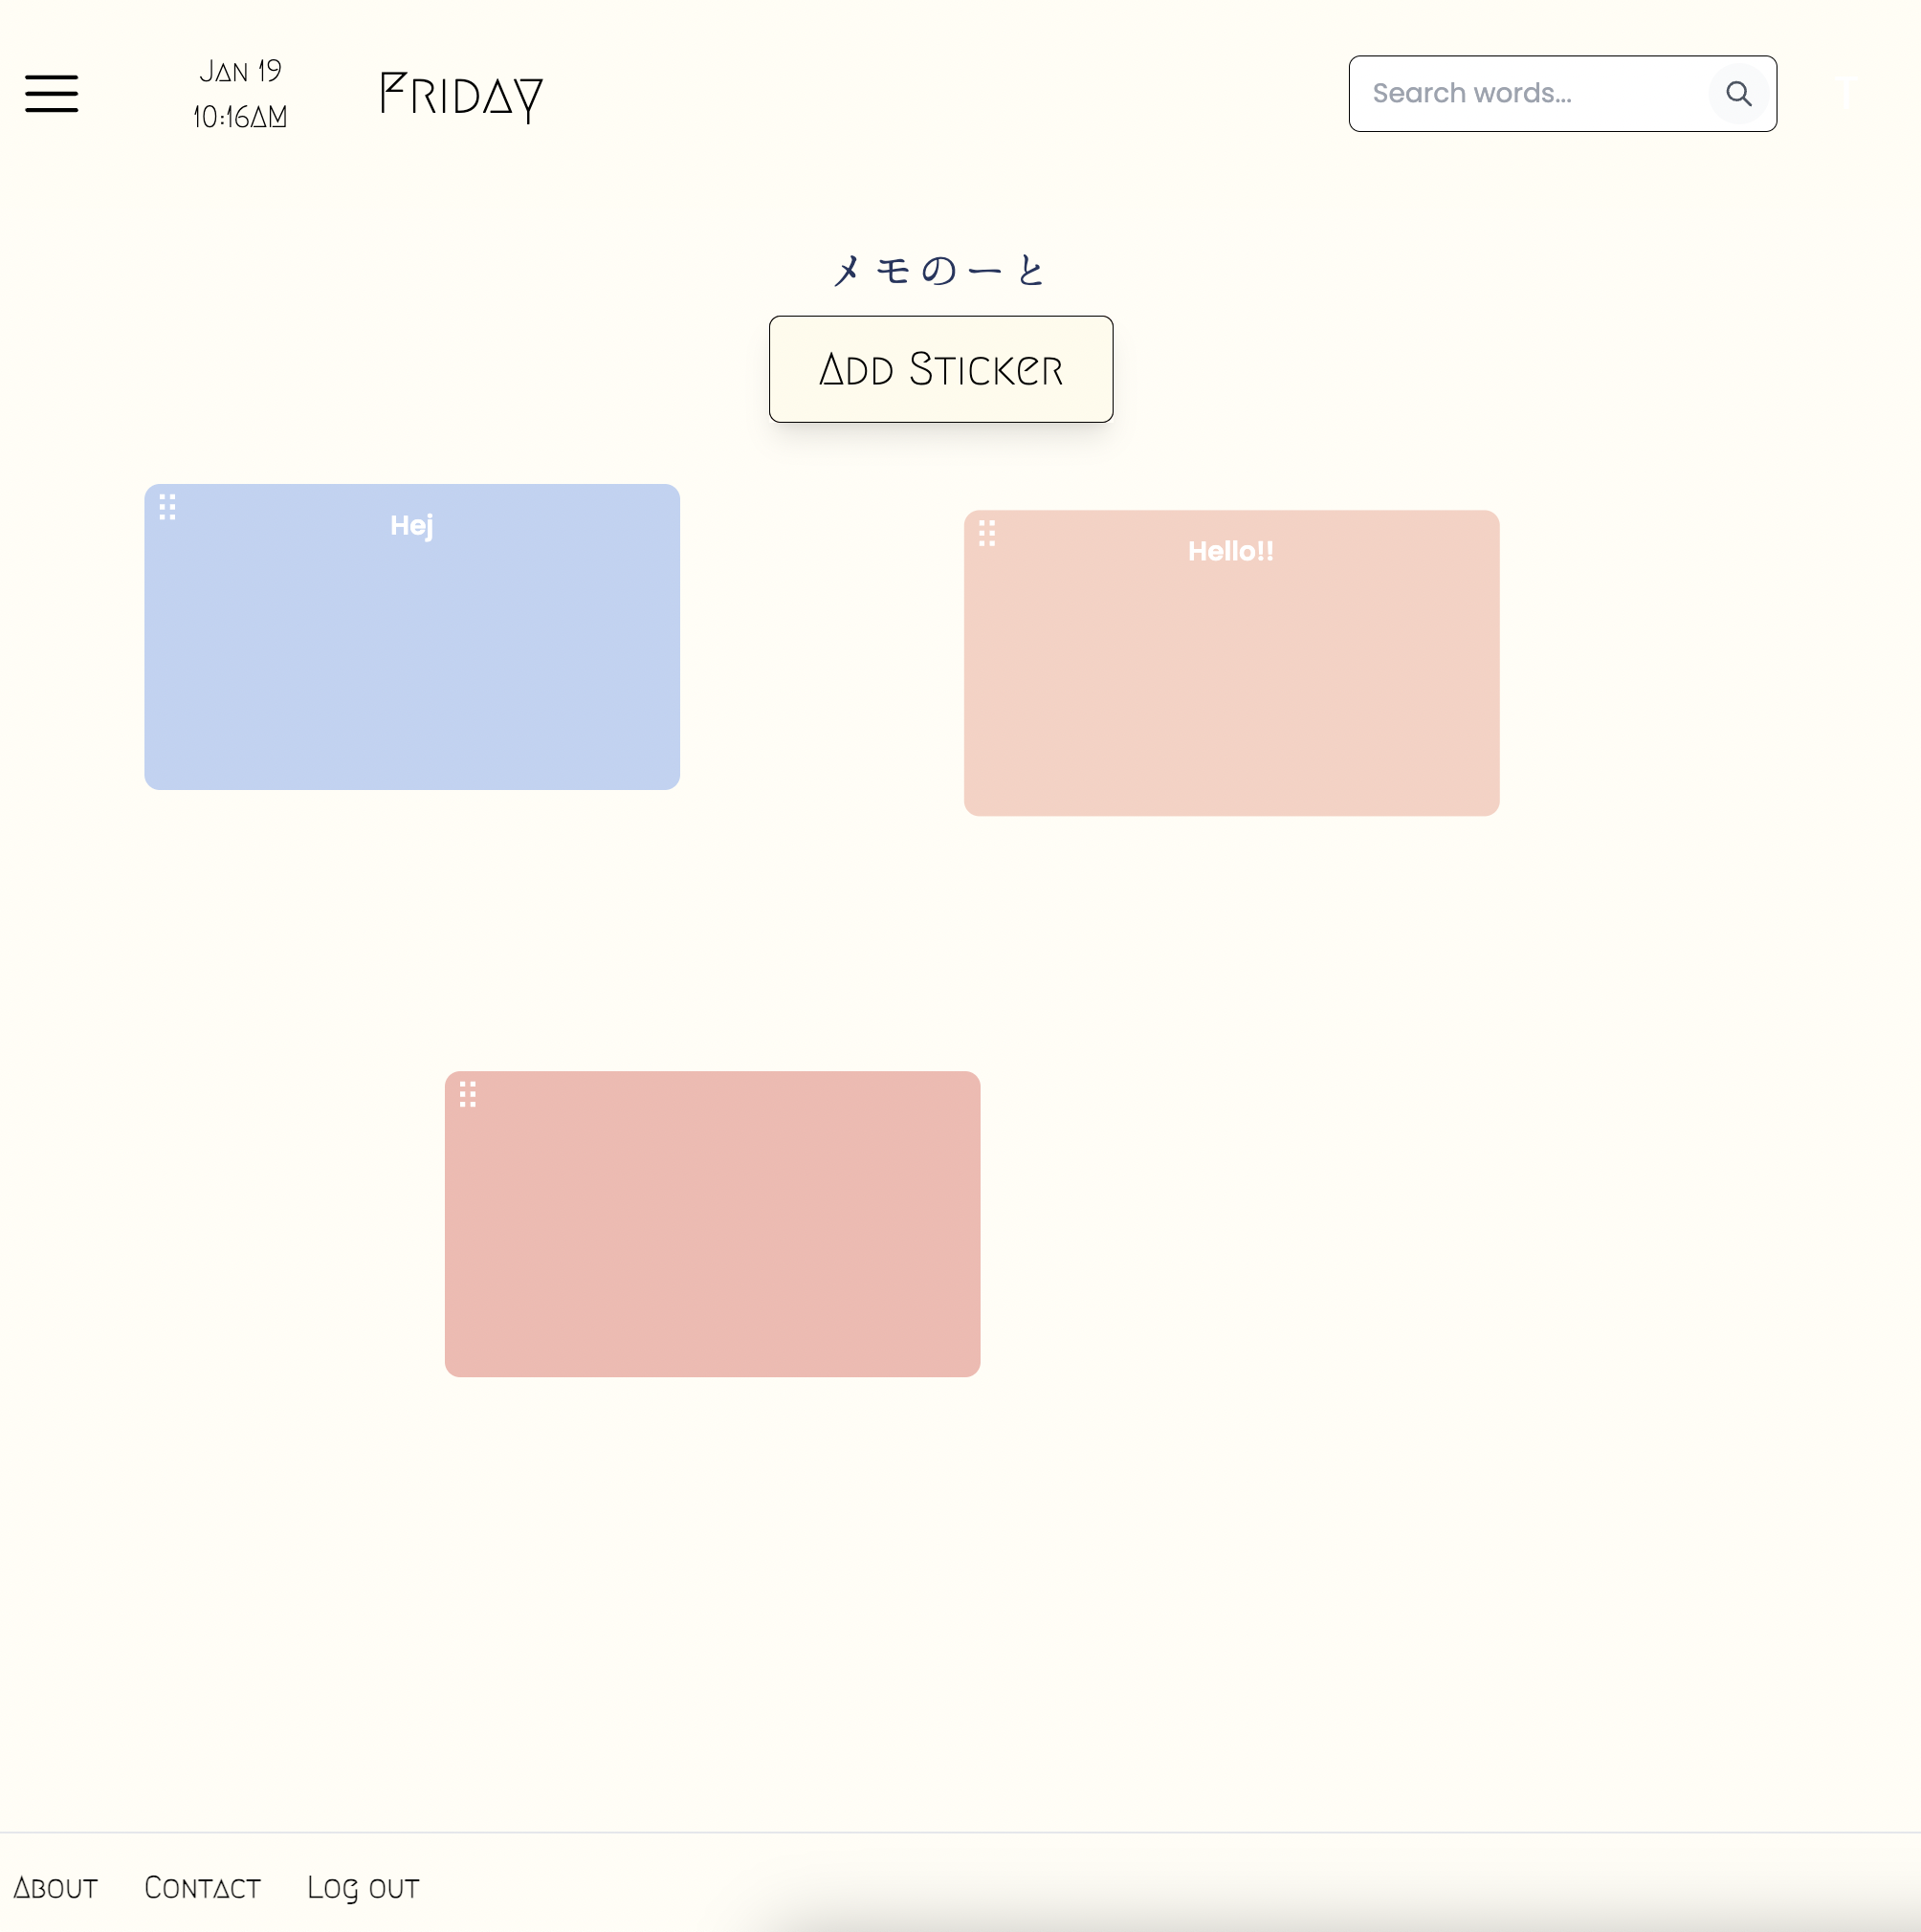 Jan 19
10:16AM
Friday
Search words...
メモのーと
Add Sticker
Hej
Hello!!
About
Contact
Log out